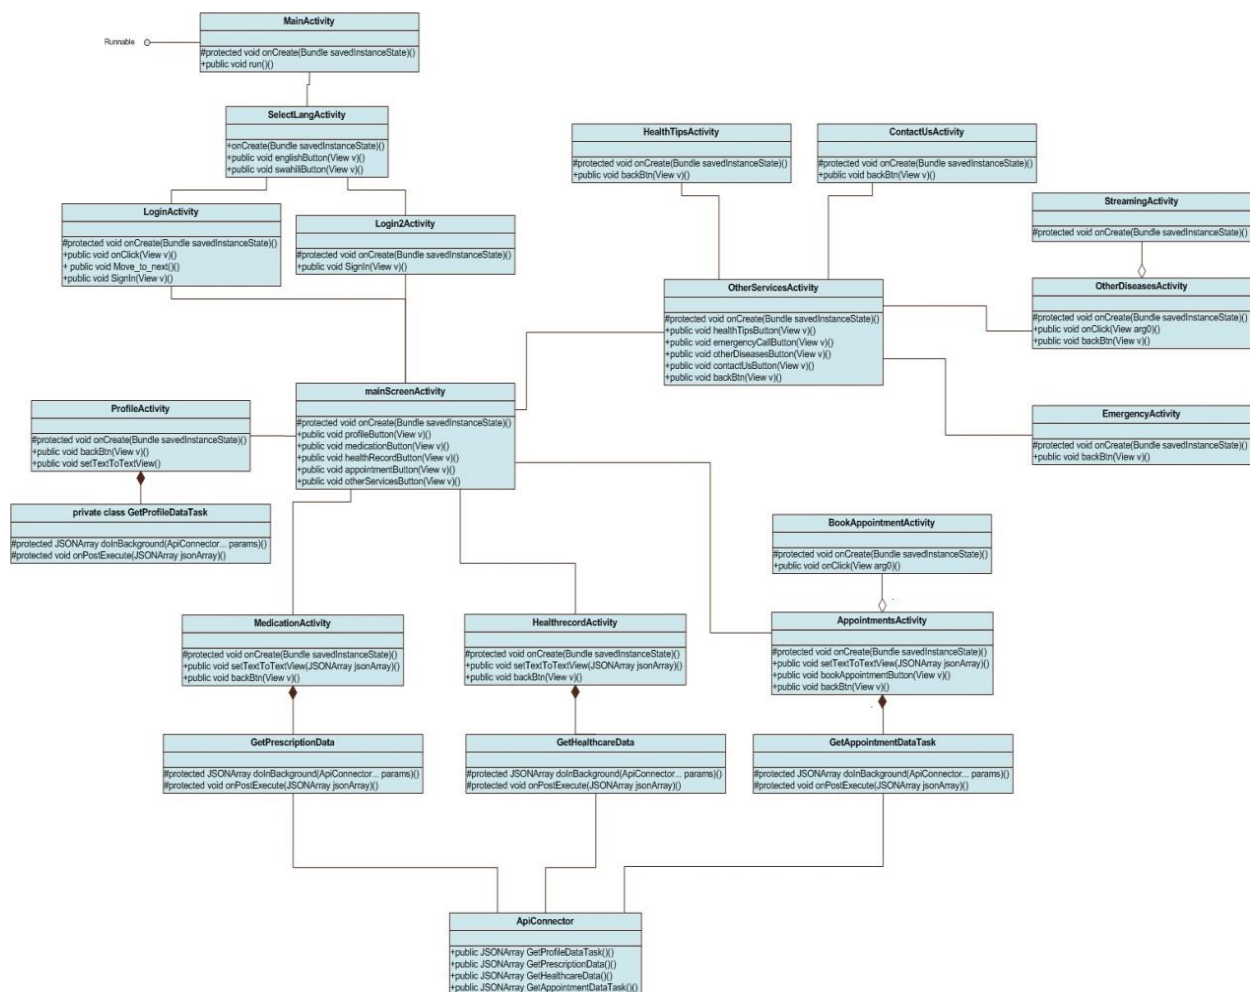 MainActivity
Runnable
#protected void onCreate(Bundle savedInstanceState)()
+public void run()()
SelectLangActivity
+onCreate(Bundle savedInstanceState)()
+public void englishButton(View v)()
+public void swahiliButton(View v)()
LoginActivity
#protected void onCreate(Bundle savedInstanceState)()
+public void onClick(View v)()
+ public void Move_to_next()()
+public void SignIn(View v)()
Login2Activity
#protected void onCreate(Bundle savedInstanceState)()
+public void SignIn(View v)()
HealthTipsActivity
#protected void onCreate(Bundle savedInstanceState)()
+public void backBtn(View v)()
ContactUsActivity
#protected void onCreate(Bundle savedInstanceState)()
+public void backBtn(View v)()
StreamingActivity
#protected void onCreate(Bundle savedInstanceState)()
OtherServicesActivity
#protected void onCreate(Bundle savedInstanceState)()
+public void healthTipsButton(View v)()
+public void emergencyCallButton(View v)()
+public void otherDiseasesButton(View v)()
+public void contactUsButton(View v)()
+public void backBtn(View v)()
OtherDiseasesActivity
#protected void onCreate(Bundle savedInstanceState)()
+public void onClick(View arg0)()
+public void backBtn(View v)()
EmergencyActivity
#protected void onCreate(Bundle savedInstanceState)()
+public void backBtn(View v)()
mainScreenActivity
#protected void onCreate(Bundle savedInstanceState)()
+public void profileButton(View v)()
+public void medicationButton(View v)()
+public void healthRecordButton(View v)()
+public void appointmentButton(View v)()
+public void otherServicesButton(View v)()
ProfileActivity
#protected void onCreate(Bundle savedInstanceState)()
+public void backBtn(View v)()
+public void setTextToTextView()
private class GetProfileDataTask
#protected JSONArray doInBackground(ApiConnector... params)()
#protected void onPostExecute(JSONArray jsonArray)()
BookAppointmentActivity
#protected void onCreate(Bundle savedInstanceState)()
+public void onClick(View arg0)()
MedicationActivity
#protected void onCreate(Bundle savedInstanceState)()
+public void setTextToTextView(JSONArray jsonArray)()
+public void backBtn(View v)()
HealthrecordActivity
#protected void onCreate(Bundle savedInstanceState)()
+public void setTextToTextView(JSONArray jsonArray)()
+public void backBtn(View v)()
AppointmentsActivity
#protected void onCreate(Bundle savedInstanceState)()
+public void setTextToTextView(JSONArray jsonArray)()
+public void bookAppointmentButton(View v)()
+public void backBtn(View v)()
GetPrescriptionData
#protected JSONArray doInBackground(ApiConnector... params)()
#protected void onPostExecute(JSONArray jsonArray)()
GetHealthcareData
#protected JSONArray doInBackground(ApiConnector... params)()
#protected void onPostExecute(JSONArray jsonArray)()
GetAppointmentDataTask
#protected JSONArray doInBackground(ApiConnector... params)()
#protected void onPostExecute(JSONArray jsonArray)()
ApiConnector
+public JSONArray GetProfileDataTask()()
+public JSONArray GetPrescriptionData()()
+public JSONArray GetHealthcareData()()
+public JSONArray GetAppointmentDataTask()()